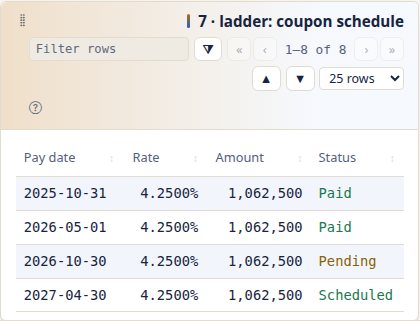 7 · ladder: coupon schedule
Filter rows
« ‹ 1–8 of 8 › »
▲ ▼ 25 rows
?
Pay date Rate Amount Status
2025-10-31 4.2500% 1,062,500 Paid
2026-05-01 4.2500% 1,062,500 Paid
2026-10-30 4.2500% 1,062,500 Pending
2027-04-30 4.2500% 1,062,500 Scheduled